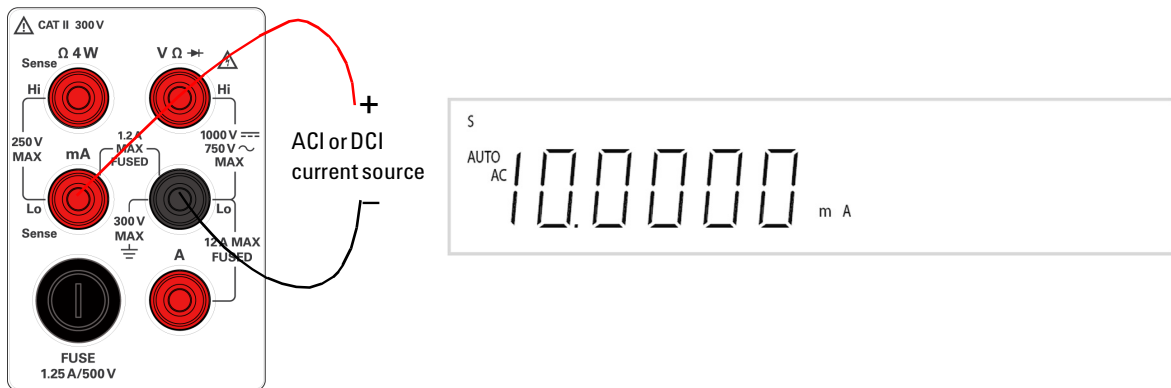 CAT II 300 V
Ω 4 W
V Ω
Sense
Hi
Hi
250 V
MAX
mA
1.2 A
MAX
FUSED
1000 V
750 V
MAX
Lo
Sense
300 V
MAX
Lo
12 A MAX
FUSED
A
FUSE
1.25 A/500 V
+
ACI or DCI
current source
–
S
AUTO
AC
10.0000
m A